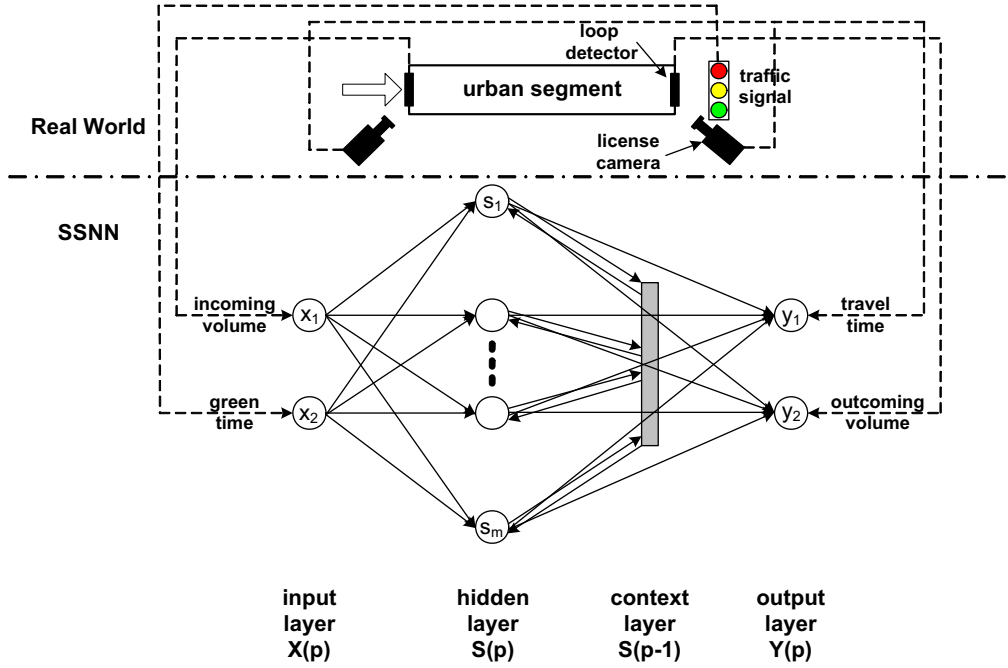 loop
detector
urban segment
traffic
signal
Real World
license
camera
SSNN
s1
incoming
volume
x1
y1
travel
time
green
time
x2
y2
outcoming
volume
sm
input
layer
X(p)
hidden
layer
S(p)
context
layer
S(p-1)
output
layer
Y(p)